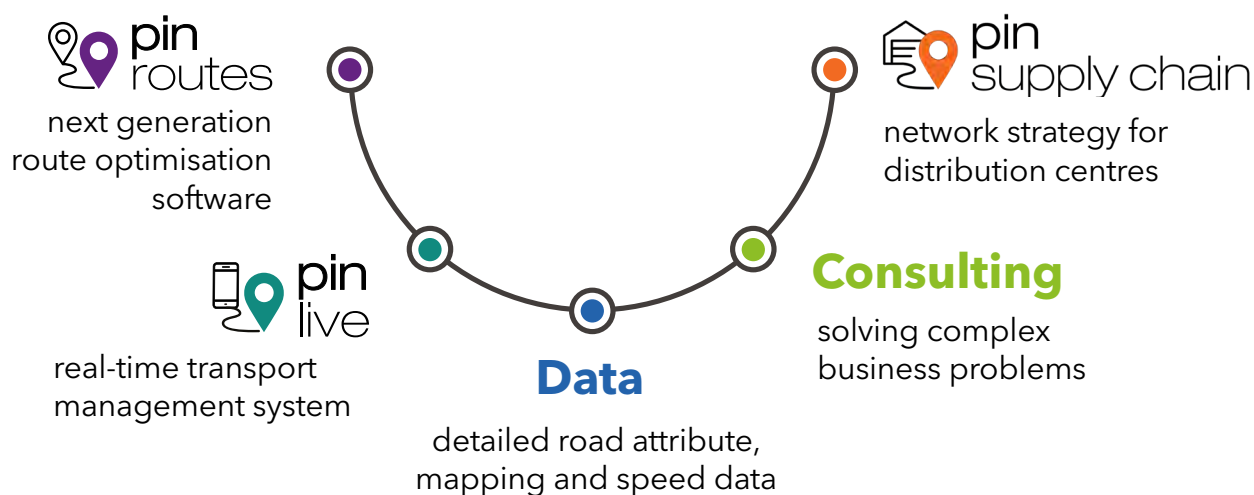 pin
routes
next generation
route optimisation
software
pin
live
real-time transport
management system
Data
detailed road attribute,
mapping and speed data
Consulting
solving complex
business problems
pin
supply chain
network strategy for
distribution centres